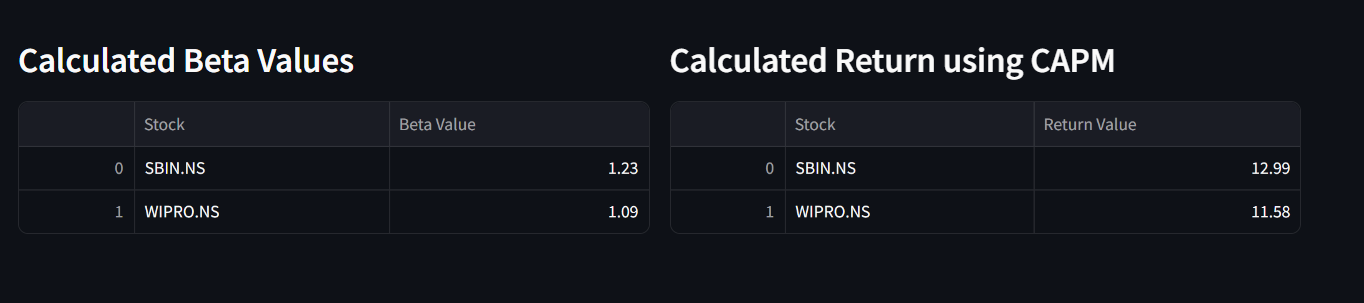 Calculated Beta Values
Stock Beta Value
0 SBIN.NS 1.23
1 WIPRO.NS 1.09
Calculated Return using CAPM
Stock Return Value
0 SBIN.NS 12.99
1 WIPRO.NS 11.58